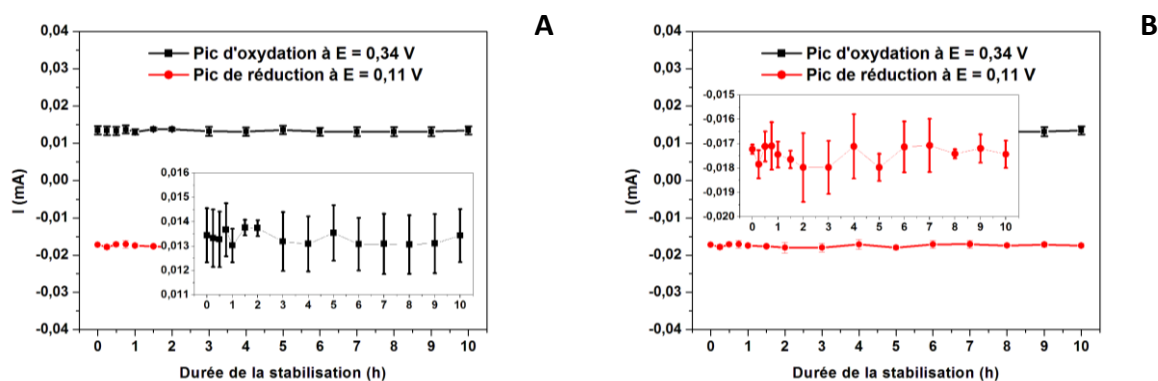 A
0,04
0,03
0,02
0,01
0,00
-0,01
-0,02
-0,03
-0,04
I (mA)
Pic d'oxydation à E = 0,34 V
Pic de réduction à E = 0,11 V
0,016
0,015
0,014
0,013
0,012
0,011
0 1 2 3 4 5 6 7 8 9 10
0 1 2 3 4 5 6 7 8 9 10
Durée de la stabilisation (h)
B
0,04
0,03
0,02
0,01
0,00
-0,01
-0,02
-0,03
-0,04
I (mA)
Pic d'oxydation à E = 0,34 V
Pic de réduction à E = 0,11 V
-0,015
-0,016
-0,017
-0,018
-0,019
-0,020
0 1 2 3 4 5 6 7 8 9 10
0 1 2 3 4 5 6 7 8 9 10
Durée de la stabilisation (h)